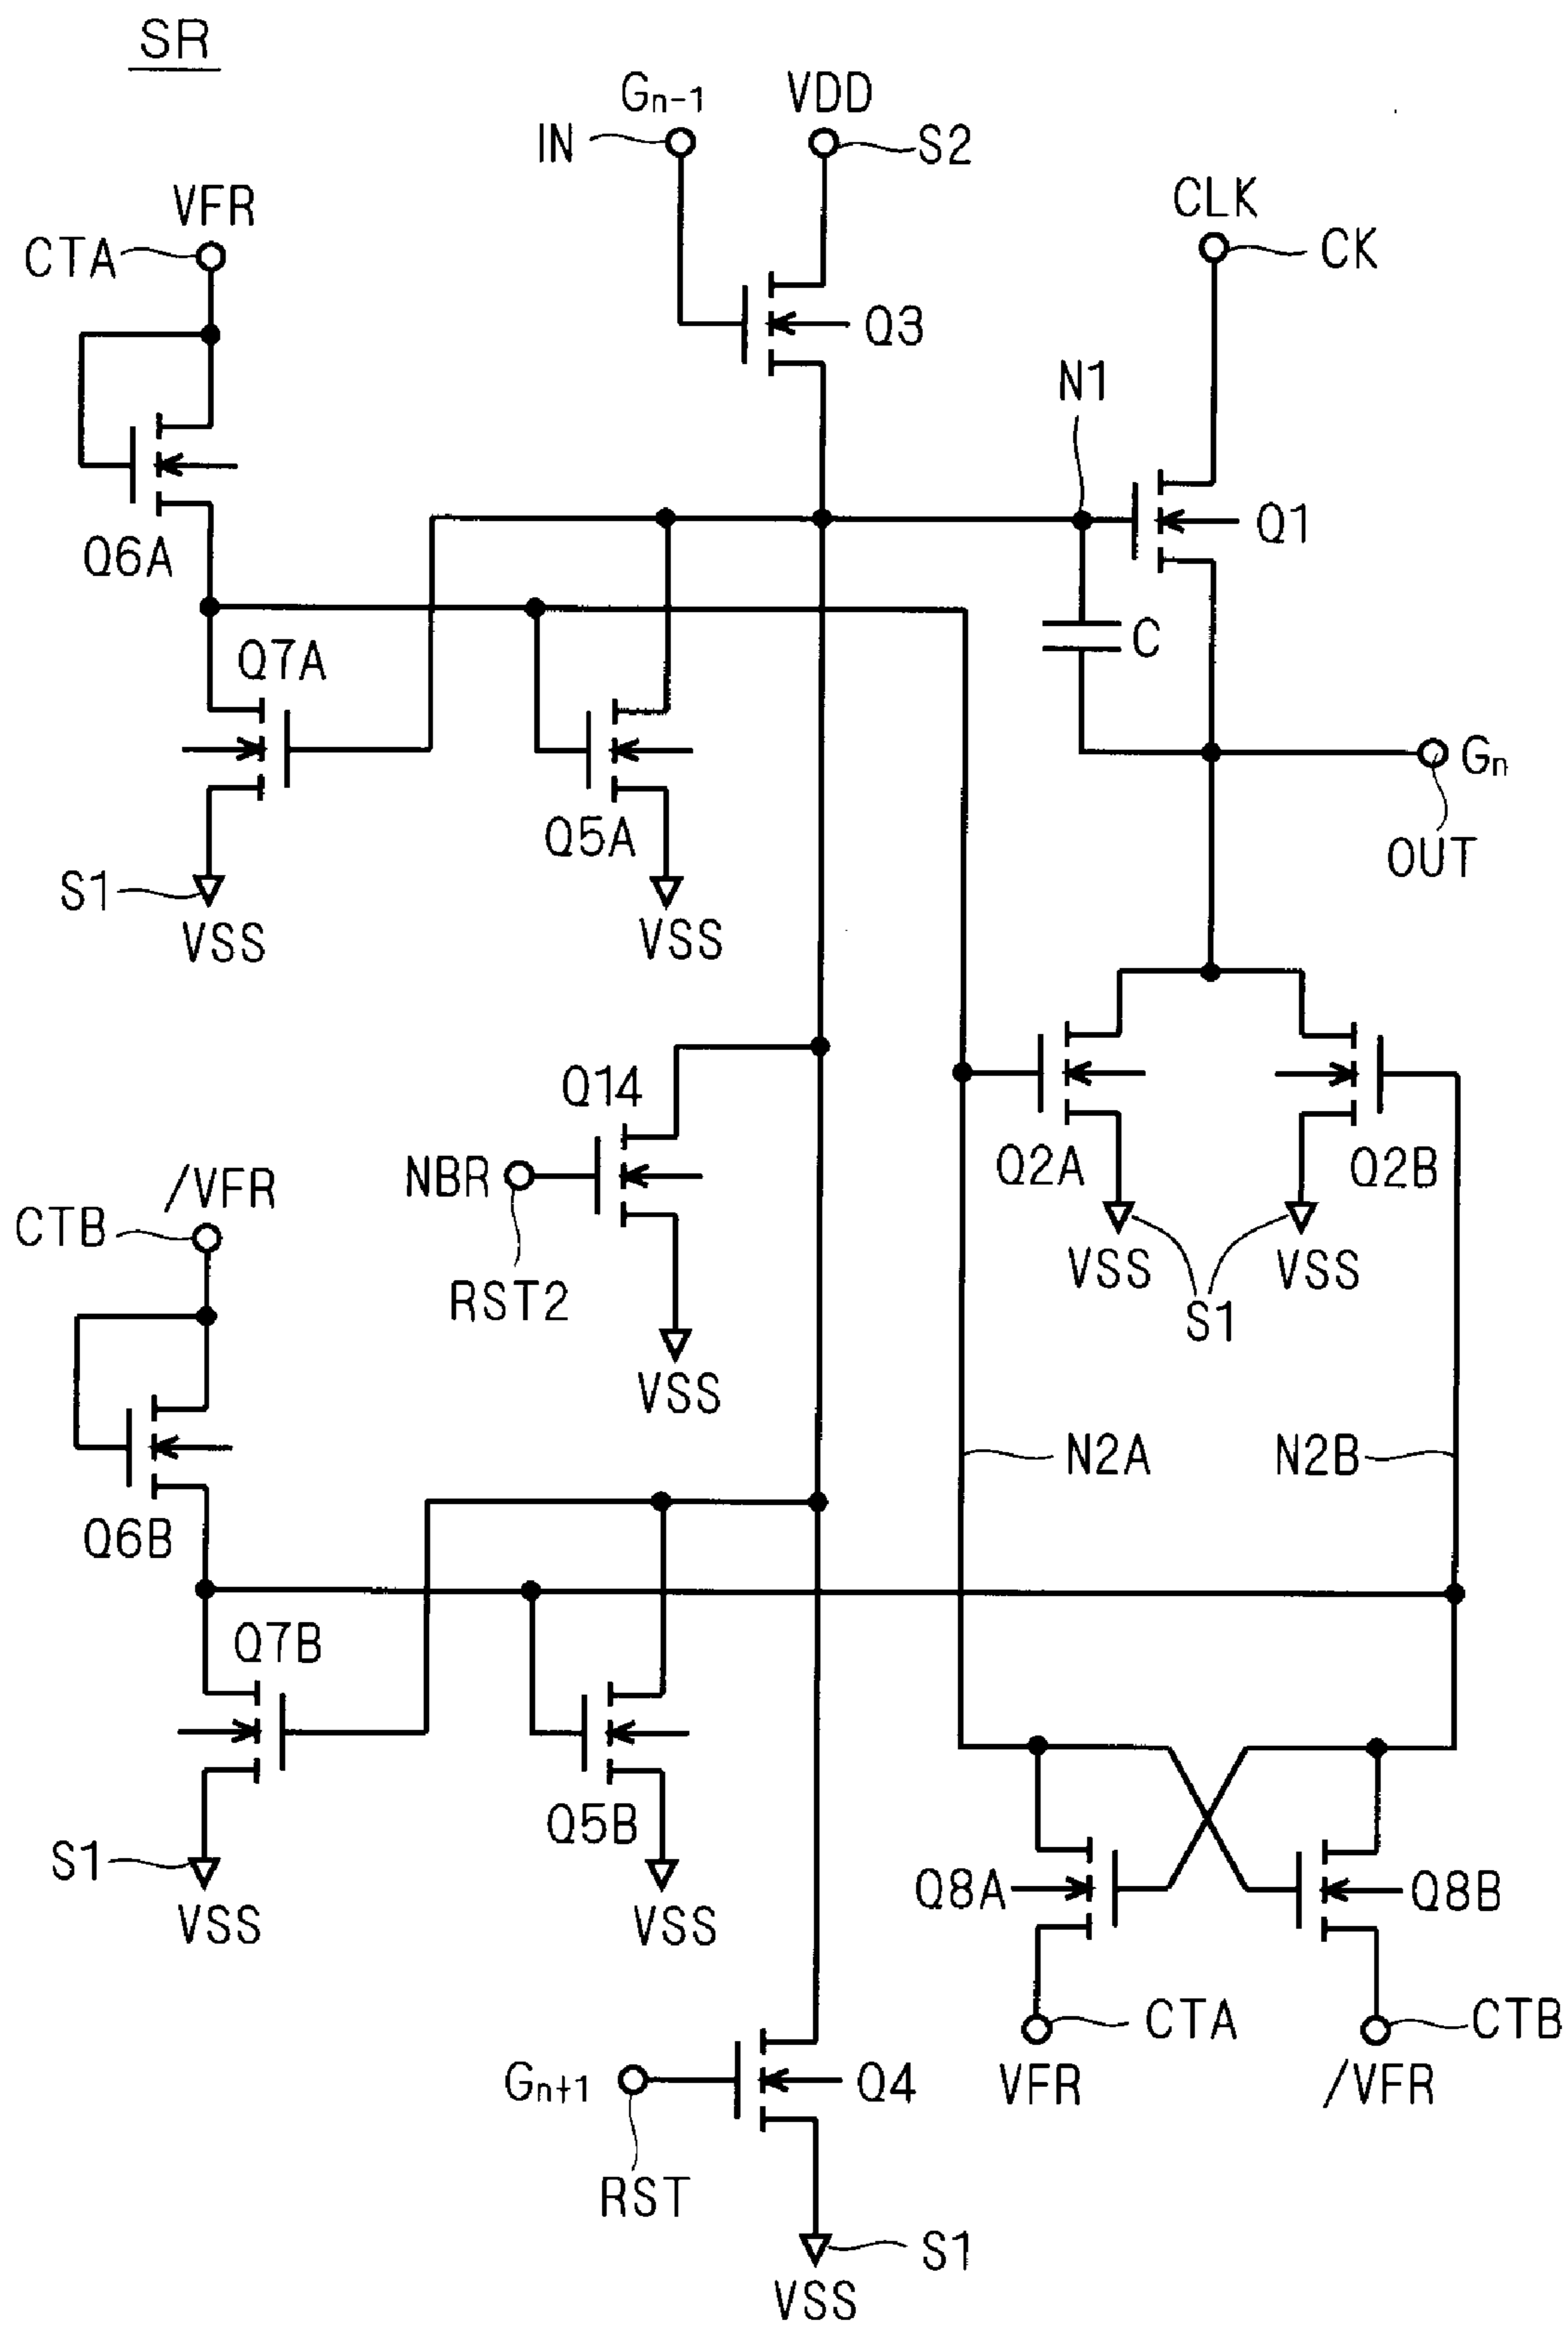 SR
Gn-1
VDD
IN
S2
VFR
CLK
CTA
CK
Q3
N1
Q1
Q6A
C
Q7A
Gn
Q5A
OUT
S1
VSS
VSS
Q14
Q2A
Q2B
NBR
/VFR
CTB
VSS
VSS
RST2
S1
VSS
N2A
N2B
Q6B
Q7B
Q5B
S1
Q8A
Q8B
VSS
VSS
CTA
CTB
Gn+1
Q4
VFR
/VFR
RST
S1
VSS